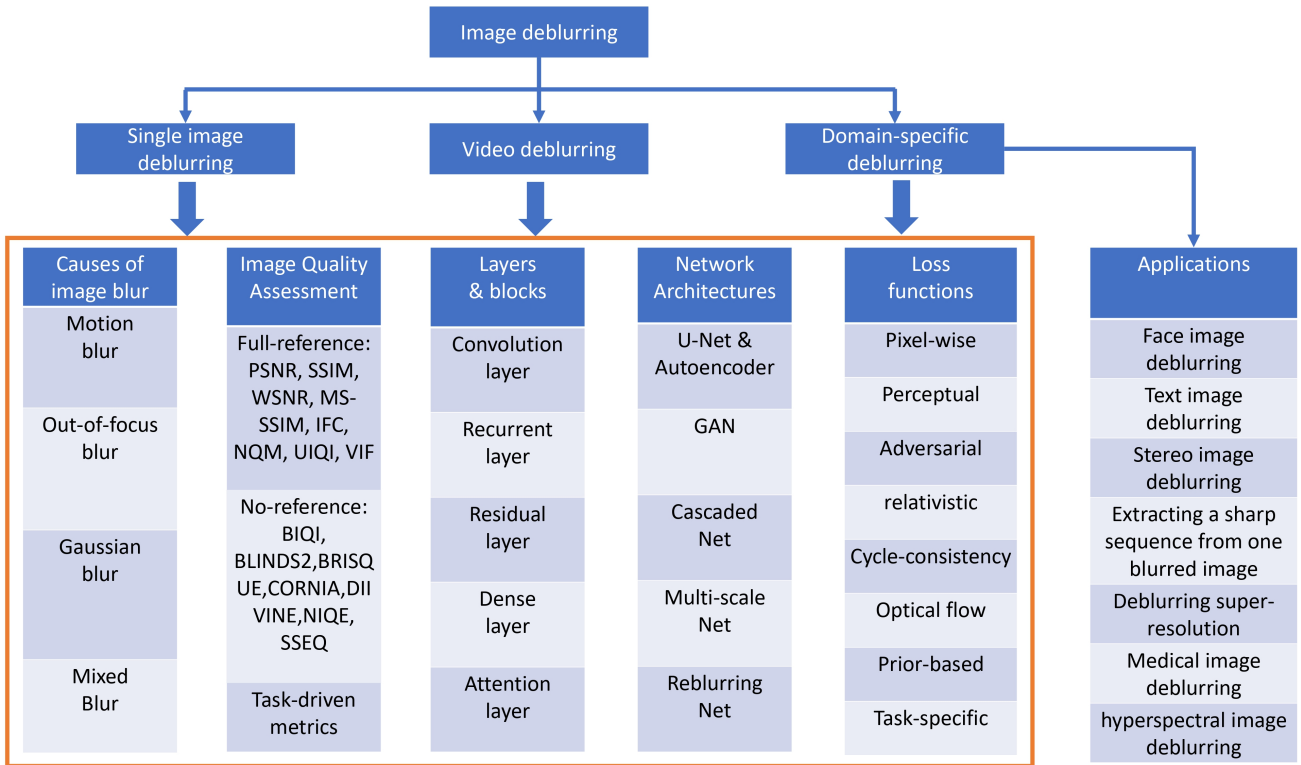 Image deblurring
Single image
deblurring
Video deblurring
Domain-specific
deblurring
Causes of
image blur
Motion
blur
Out-of-focus
blur
Gaussian
blur
Mixed
Blur
Image Quality
Assessment
Full-reference:
PSNR, SSIM,
WSNR, MS-
SSIM, IFC,
NQM, UIQI, VIF
No-reference:
BIQI,
BLINDS2,BRISQ
UE,CORNIA,DII
VINE,NIQE,
SSEQ
Task-driven
metrics
Layers
& blocks
Convolution
layer
Recurrent
layer
Residual
layer
Dense
layer
Attention
layer
Network
Architectures
U-Net &
Autoencoder
GAN
Cascaded
Net
Multi-scale
Net
Reblurring
Net
Loss
functions
Pixel-wise
Perceptual
Adversarial
relativistic
Cycle-consistency
Optical flow
Prior-based
Task-specific
Applications
Face image
deblurring
Text image
deblurring
Stereo image
deblurring
Extracting a sharp
sequence from one
blurred image
Deblurring super-
resolution
Medical image
deblurring
hyperspectral image
deblurring